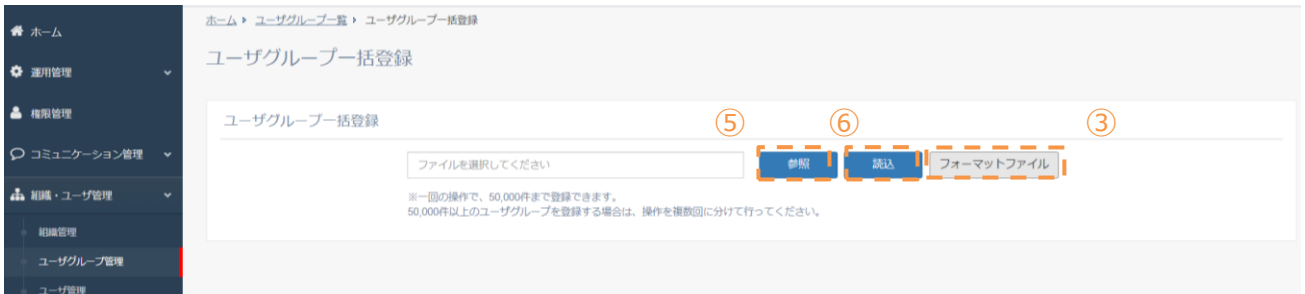 ホーム
運用管理
権限管理
コミュニケーション管理
組織・ユーザ管理
組織管理
ユーザグループ管理
ユーザ管理
ホーム ユーザグループ一覧 ユーザグループ一括登録
ユーザグループ一括登録
ユーザグループ一括登録
⑤ ⑥ ③
ファイルを選択してください 参照 読込 フォーマットファイル
※一回の操作で、50,000件まで登録できます。
50,000件以上のユーザグループを登録する場合は、操作を複数回に分けて行ってください。